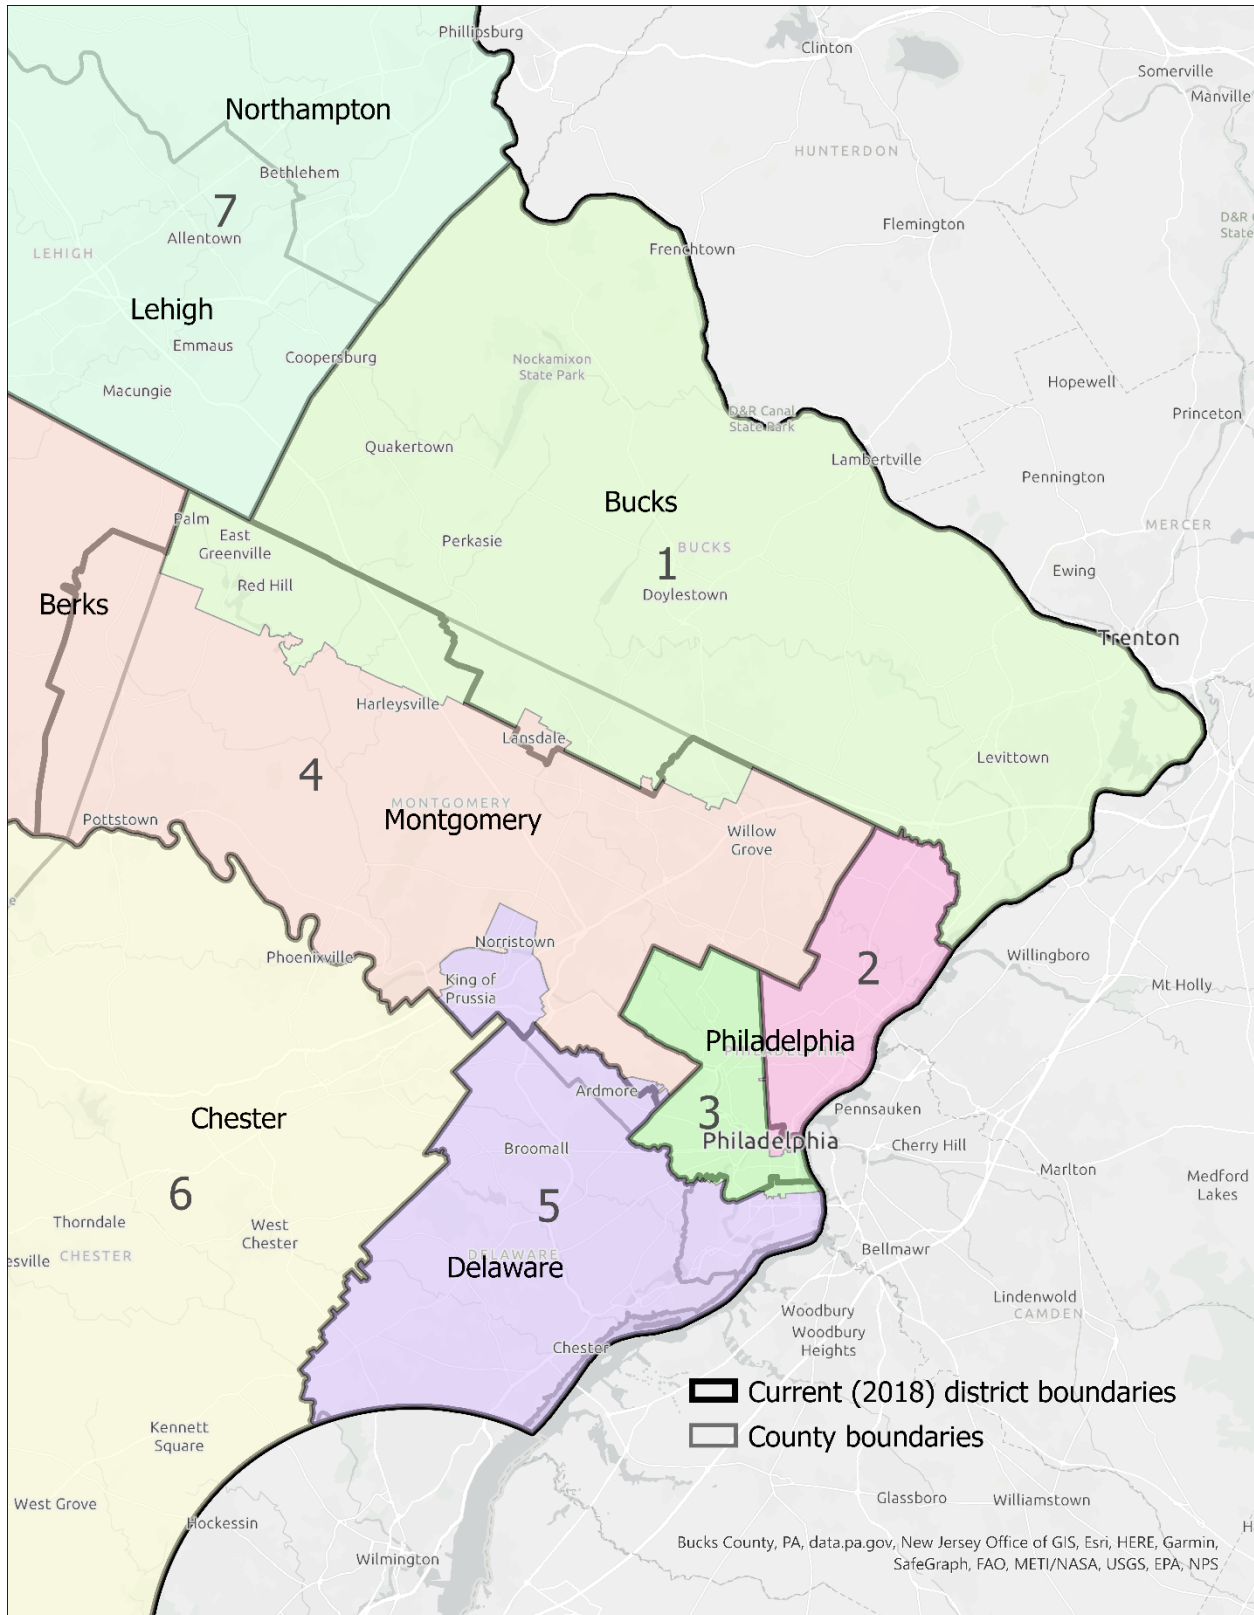 Phillipsburg
Clinton
Somerville
Manville
Northampton
HUNTERDON
Bethlehem
7
Allentown
LEHIGH
Flemington
Frenchtown
D&R
State
Lehigh
Emmaus
Coopersburg
Nockamixon
State Park
Macungie
Hopewell
D&R Canal
State Park
Princeton
Quakertown
Lambertville
Pennington
Bucks
Palm
East
Greenville
Perkasie
BUCKS
MERCER
1
Ewing
Red Hill
Doylestown
Berks
Trenton
Harleysville
Lansdale
Levittown
4
MONTGOMERY
Montgomery
Pottstown
Willow
Grove
e
Norristown
Phoenixville
King of
Prussia
2
Willingboro
Mt Holly
Philadelphia
PHILADELPHIA
Ardmore
Chester
3
Pennsauken
Philadelphia
Cherry Hill
Broomall
Marlton
6
5
Medford
Lakes
Thorndale
West
Chester
esville
CHESTER
DELAWARE
Delaware
Bellmawr
Lindenwold
CAMDEN
Woodbury
Woodbury
Heights
Chester
Current (2018) district boundaries
County boundaries
Kennett
Square
West Grove
Hockessin
Glassboro
Williamstown
H
Wilmington
Bucks County, PA, data.pa.gov, New Jersey Office of GIS, Esri, HERE, Garmin,
SafeGraph, FAO, METI/NASA, USGS, EPA, NPS